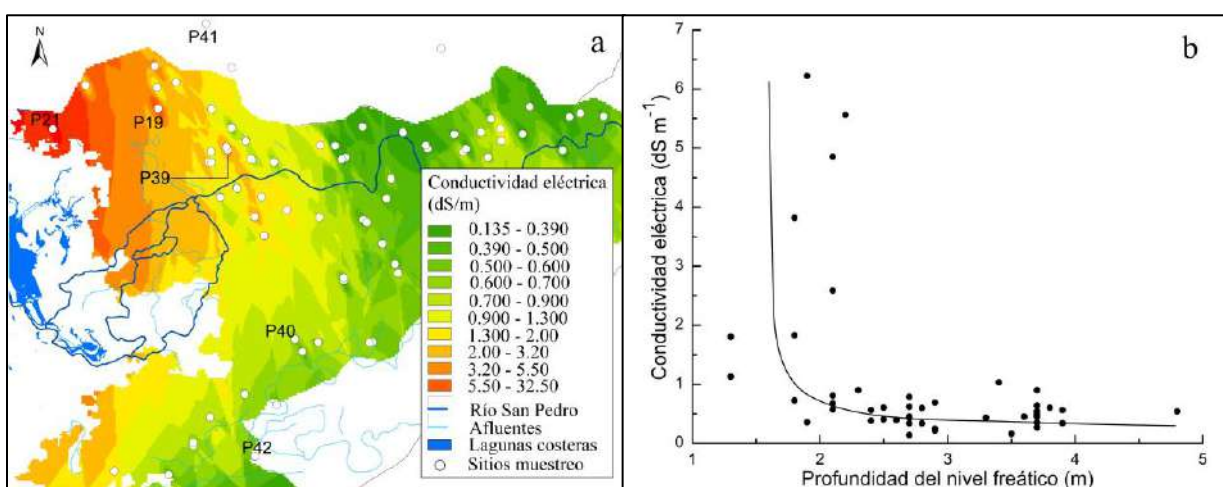 N
P41
a
P21
P19
P39
P40
P42
Conductividad eléctrica
(dS/m)
0.135 - 0.390
0.390 - 0.500
0.500 - 0.600
0.600 - 0.700
0.700 - 0.900
0.900 - 1.300
1.300 - 2.00
2.00 - 3.20
3.20 - 5.50
5.50 - 32.50
Río San Pedro
Afluentes
Lagunas costeras
Sitios muestreo
b
Conductividad eléctrica (dS m⁻¹)
7
6
5
4
3
2
1
0
1 2 3 4 5
Profundidad del nivel freático (m)